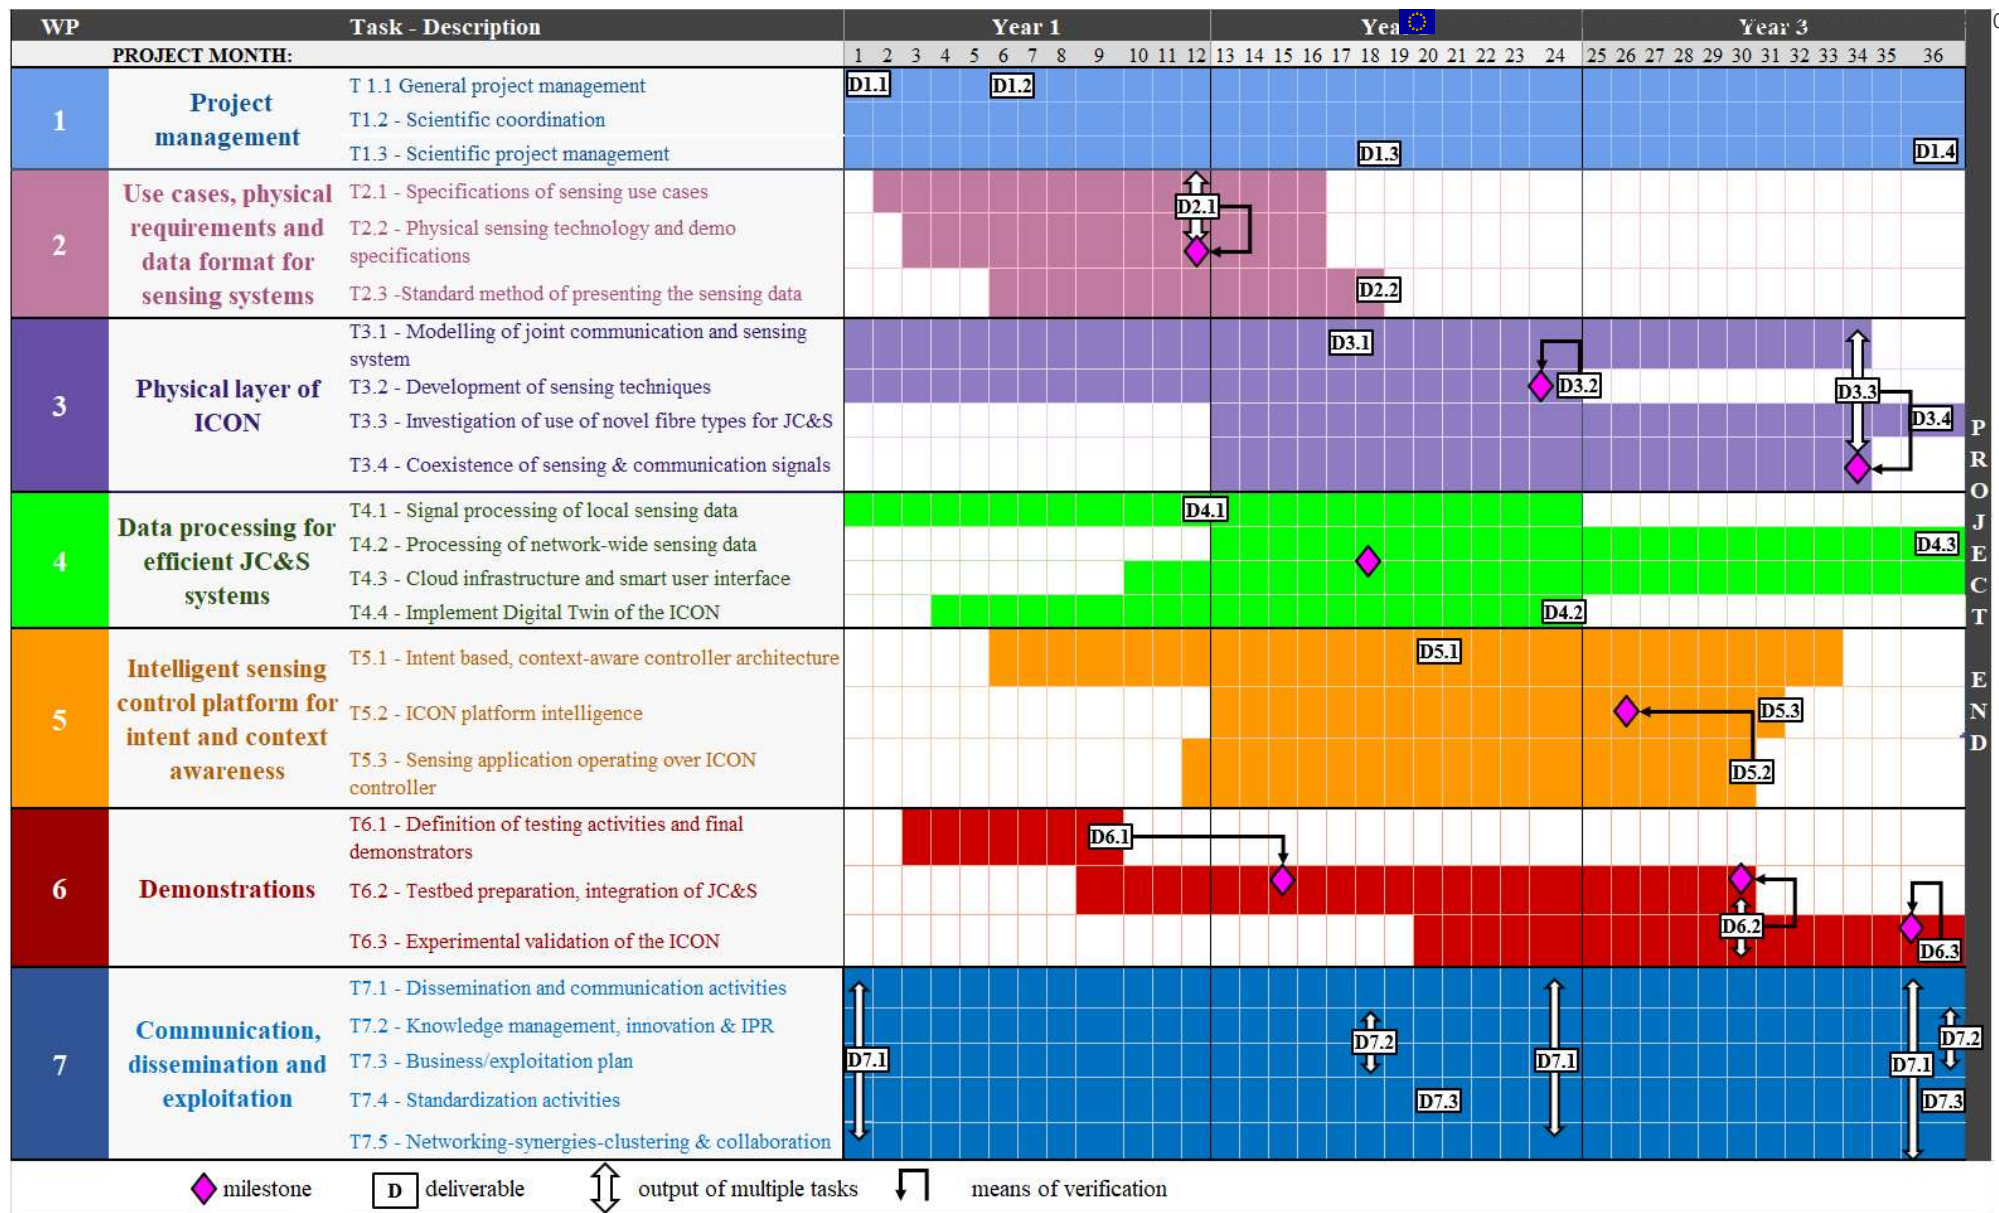 WP Task - Description Year 1 Yea Year 3
PROJECT MONTH: 1 2 3 4 5 6 7 8 9 10 11 12 13 14 15 16 17 18 19 20 21 22 23 24 25 26 27 28 29 30 31 32 33 34 35 36
1
Project
management
T 1.1 General project management
D1.1 D1.2
T1.2 - Scientific coordination
T1.3 - Scientific project management
D1.3 D1.4
2
Use cases, physical
requirements and
data format for
sensing systems
T2.1 - Specifications of sensing use cases
D2.1
T2.2 - Physical sensing technology and demo
specifications
T2.3 -Standard method of presenting the sensing data
D2.2
3
Physical layer of
ICON
T3.1 - Modelling of joint communication and sensing
system
D3.1
T3.2 - Development of sensing techniques
D3.2 D3.3
T3.3 - Investigation of use of novel fibre types for JC&S
D3.4
T3.4 - Coexistence of sensing & communication signals
4
Data processing for
efficient JC&S
systems
T4.1 - Signal processing of local sensing data
D4.1
T4.2 - Processing of network-wide sensing data
D4.3
T4.3 - Cloud infrastructure and smart user interface
T4.4 - Implement Digital Twin of the ICON
D4.2
5
Intelligent sensing
control platform for
intent and context
awareness
T5.1 - Intent based, context-aware controller architecture
D5.1
T5.2 - ICON platform intelligence
D5.3
T5.3 - Sensing application operating over ICON
controller
D5.2
6
Demonstrations
T6.1 - Definition of testing activities and final
demonstrators
D6.1
T6.2 - Testbed preparation, integration of JC&S
D6.2
T6.3 - Experimental validation of the ICON
D6.3
7
Communication,
dissemination and
exploitation
T7.1 - Dissemination and communication activities
T7.2 - Knowledge management, innovation & IPR
D7.2 D7.2
T7.3 - Business/exploitation plan
D7.1 D7.1 D7.1
T7.4 - Standardization activities
D7.3 D7.3
T7.5 - Networking-synergies-clustering & collaboration
PROJECT END
milestone D deliverable output of multiple tasks means of verification